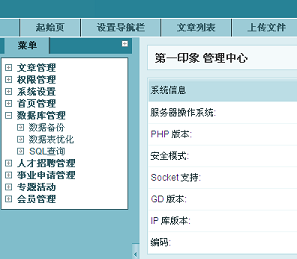 起始页 设置导航栏 文章列表 上传文件
菜单
文章管理
权限管理
系统设置
首页管理
数据库管理
数据备份
数据表优化
SQL查询
人才招聘管理
事业申请管理
专题活动
会员管理
第一印象 管理中心
系统信息
服务器操作系统:
PHP 版本:
安全模式:
Socket 支持:
GD 版本:
IP 库版本:
编码: